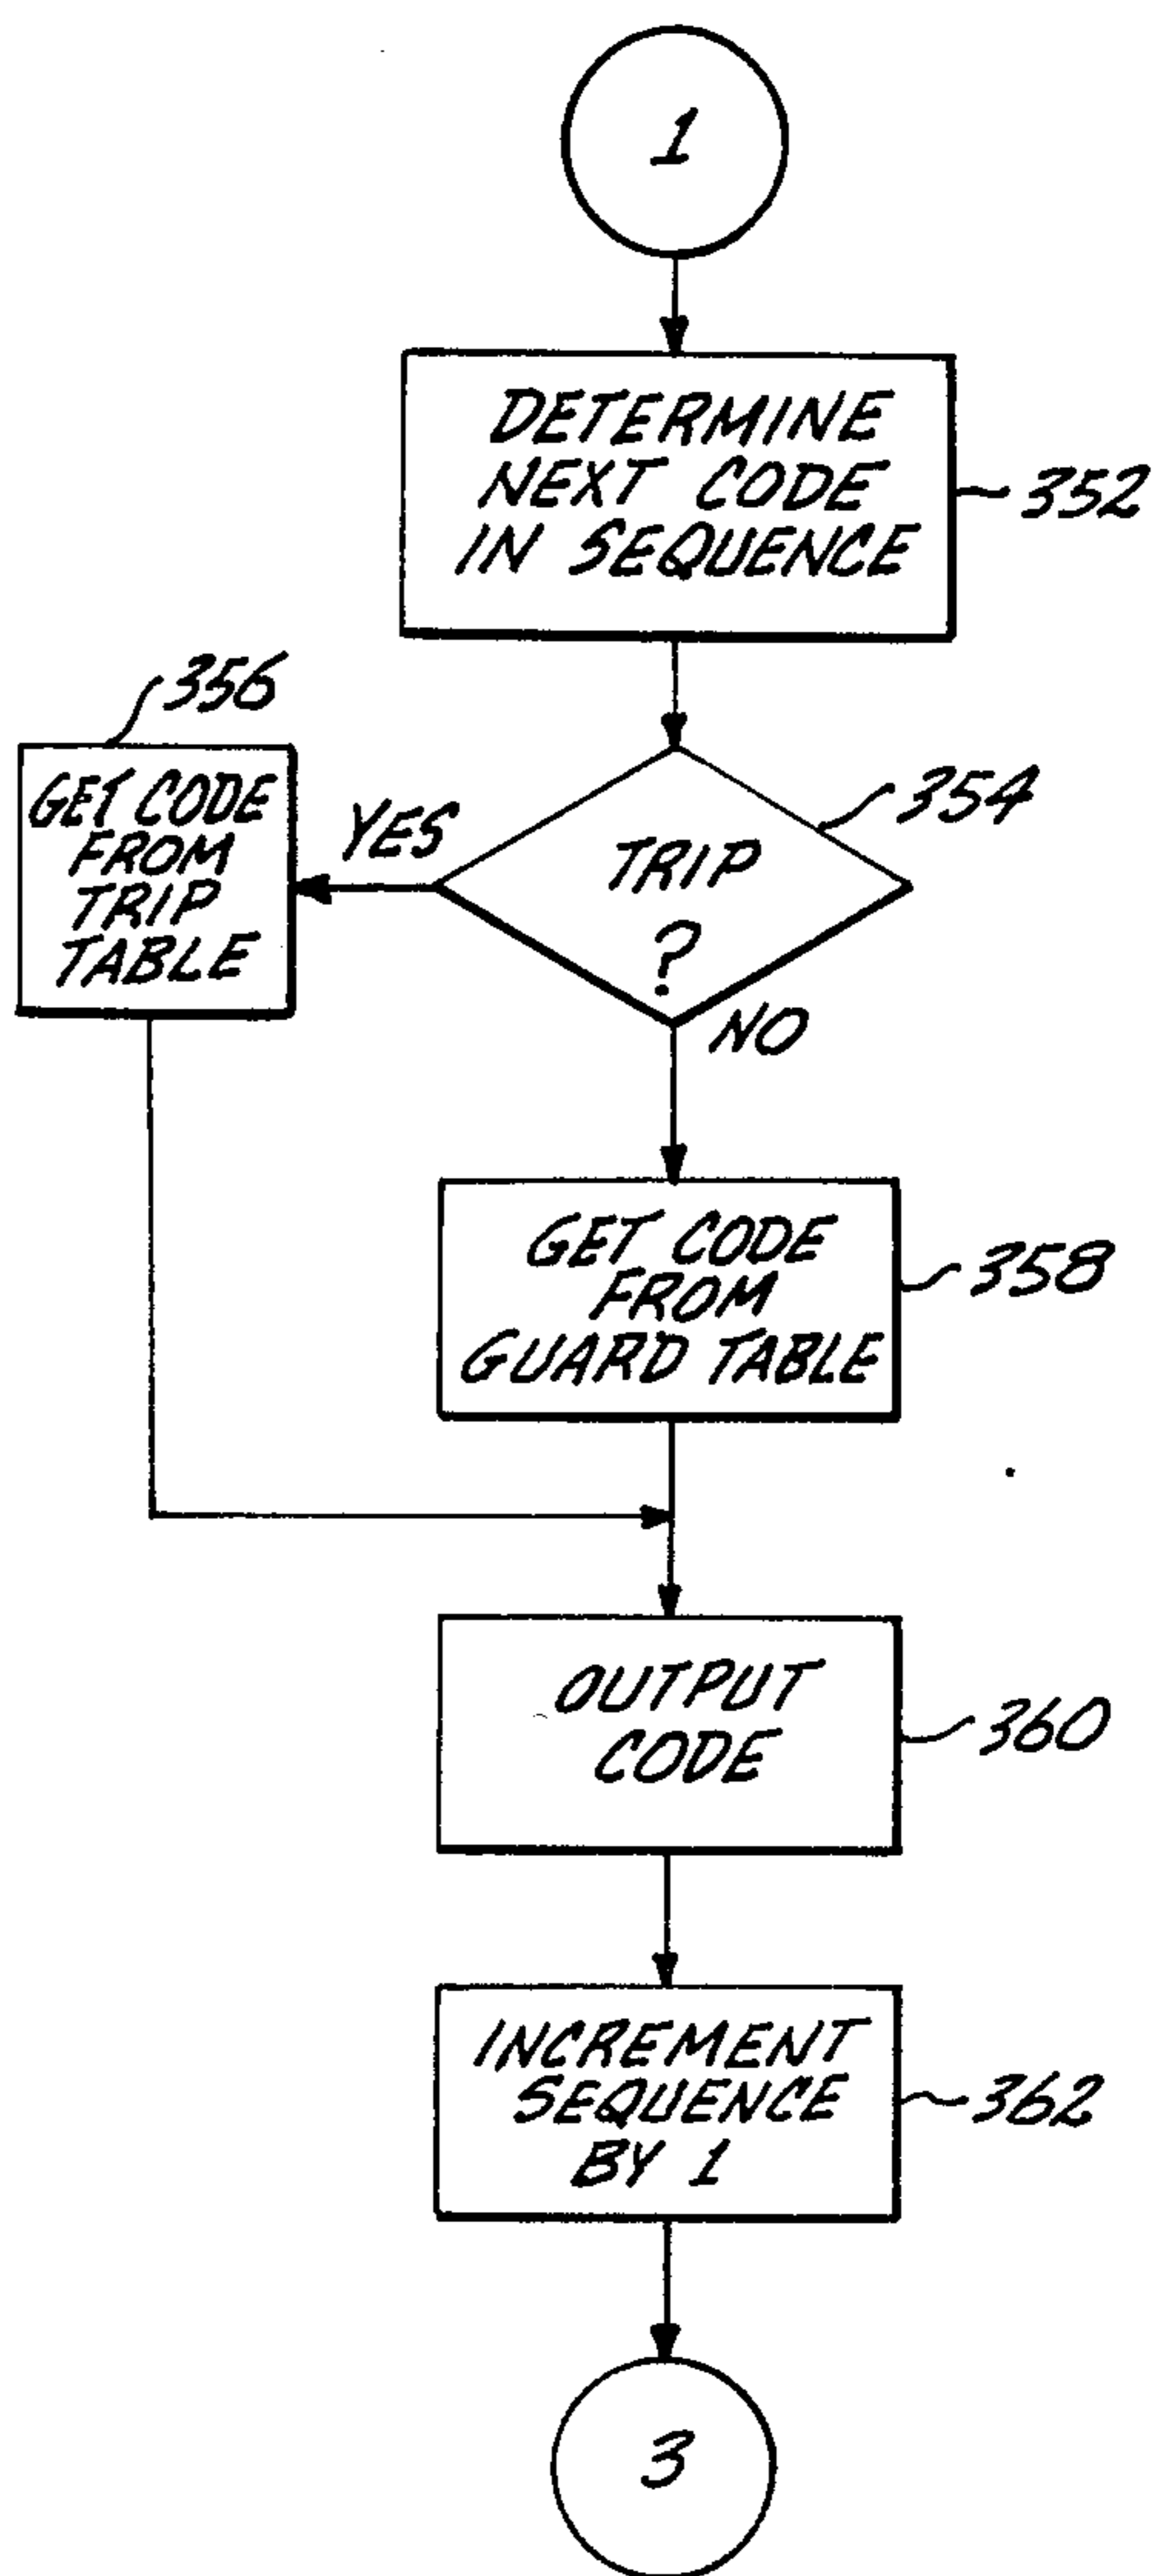 1
DETERMINE
NEXT CODE
IN SEQUENCE
352
356
GET CODE
FROM
TRIP
TABLE
YES
TRIP
?
354
NO
GET CODE
FROM
GUARD TABLE
358
OUTPUT
CODE
360
INCREMENT
SEQUENCE
BY 1
362
3